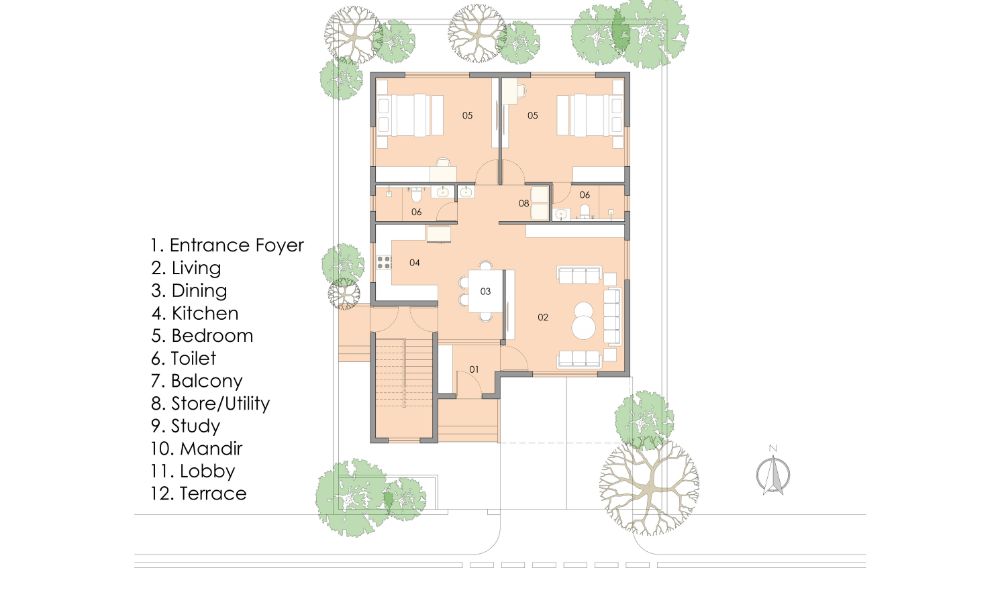 N
05
05
06
06
08
04
03
02
01
1. Entrance Foyer
2. Living
3. Dining
4. Kitchen
5. Bedroom
6. Toilet
7. Balcony
8. Store/Utility
9. Study
10. Mandir
11. Lobby
12. Terrace